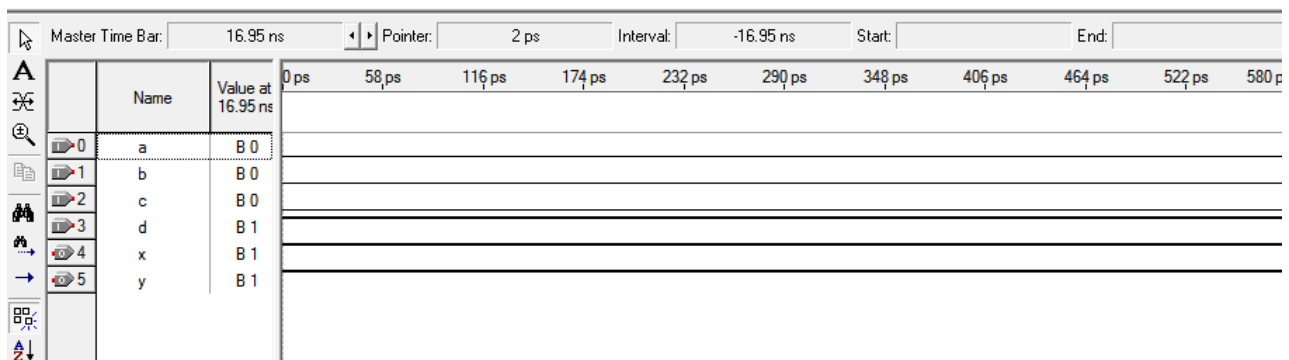 Master Time Bar: 16.95 ns Pointer: 2 ps Interval: -16.95 ns Start: End:
A
Name Value at 16.95 ns 0 ps 58 ps 116 ps 174 ps 232 ps 290 ps 348 ps 406 ps 464 ps 522 ps 580 p
0 a B 0
1 b B 0
2 c B 0
3 d B 1
4 x B 1
5 y B 1
A
Z